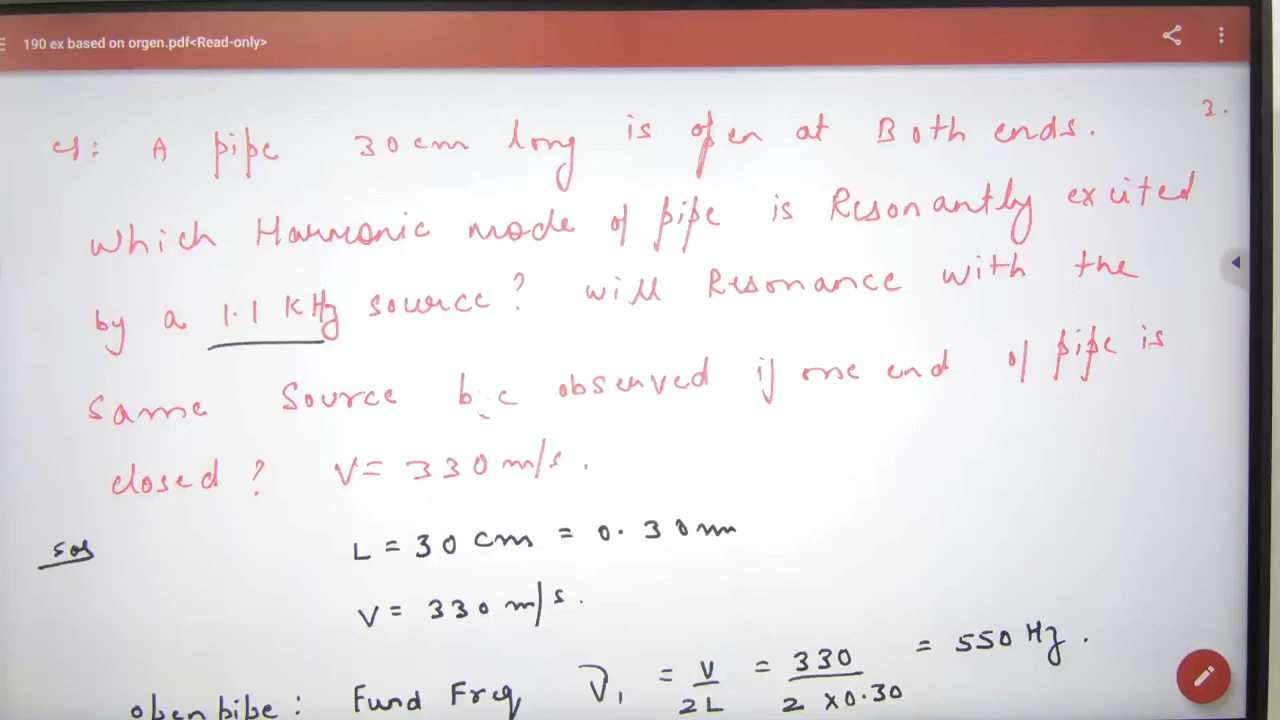 190 ex based on orgen.pdf<Read-only>
3.
A pipe 30cm long is open at Both ends.
which Harmonic mode of pipe is Resonantly excited
by a 1.1 KHz source? will Resonance with the
same source be observed if one end of pipe is
closed? V= 330 m/s.
Sol
L = 30 cm = 0.30 m
V = 330 m/s.
open pipe: Fund Freq ν1 = V/2L = 330/2 x0.30 = 550 Hz.